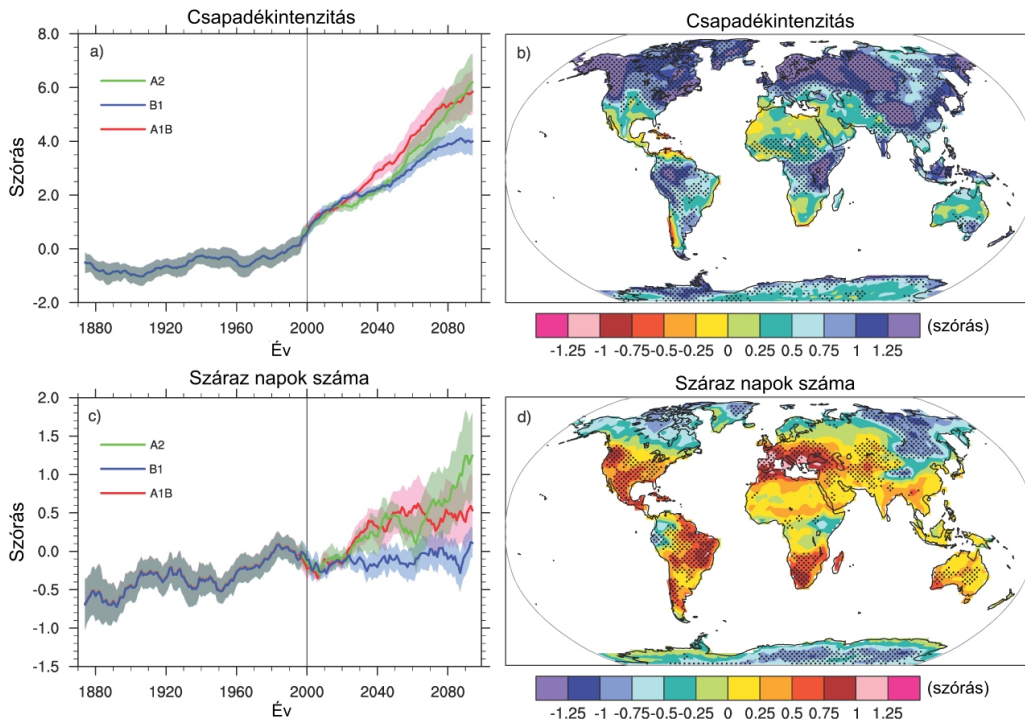 Csapadékintenzitás
a)
8.0
6.0
4.0
2.0
0.0
-2.0
Szórás
A2
B1
A1B
1880 1920 1960 2000 2040 2080
Év
Csapadékintenzitás
b)
(szórás)
-1.25 -1 -0.75 -0.5 -0.25 0 0.25 0.5 0.75 1 1.25
Száraz napok száma
c)
2.0
1.5
1.0
0.5
0.0
-0.5
-1.0
-1.5
Szórás
A2
B1
A1B
1880 1920 1960 2000 2040 2080
Év
Száraz napok száma
d)
(szórás)
-1.25 -1 -0.75 -0.5 -0.25 0 0.25 0.5 0.75 1 1.25